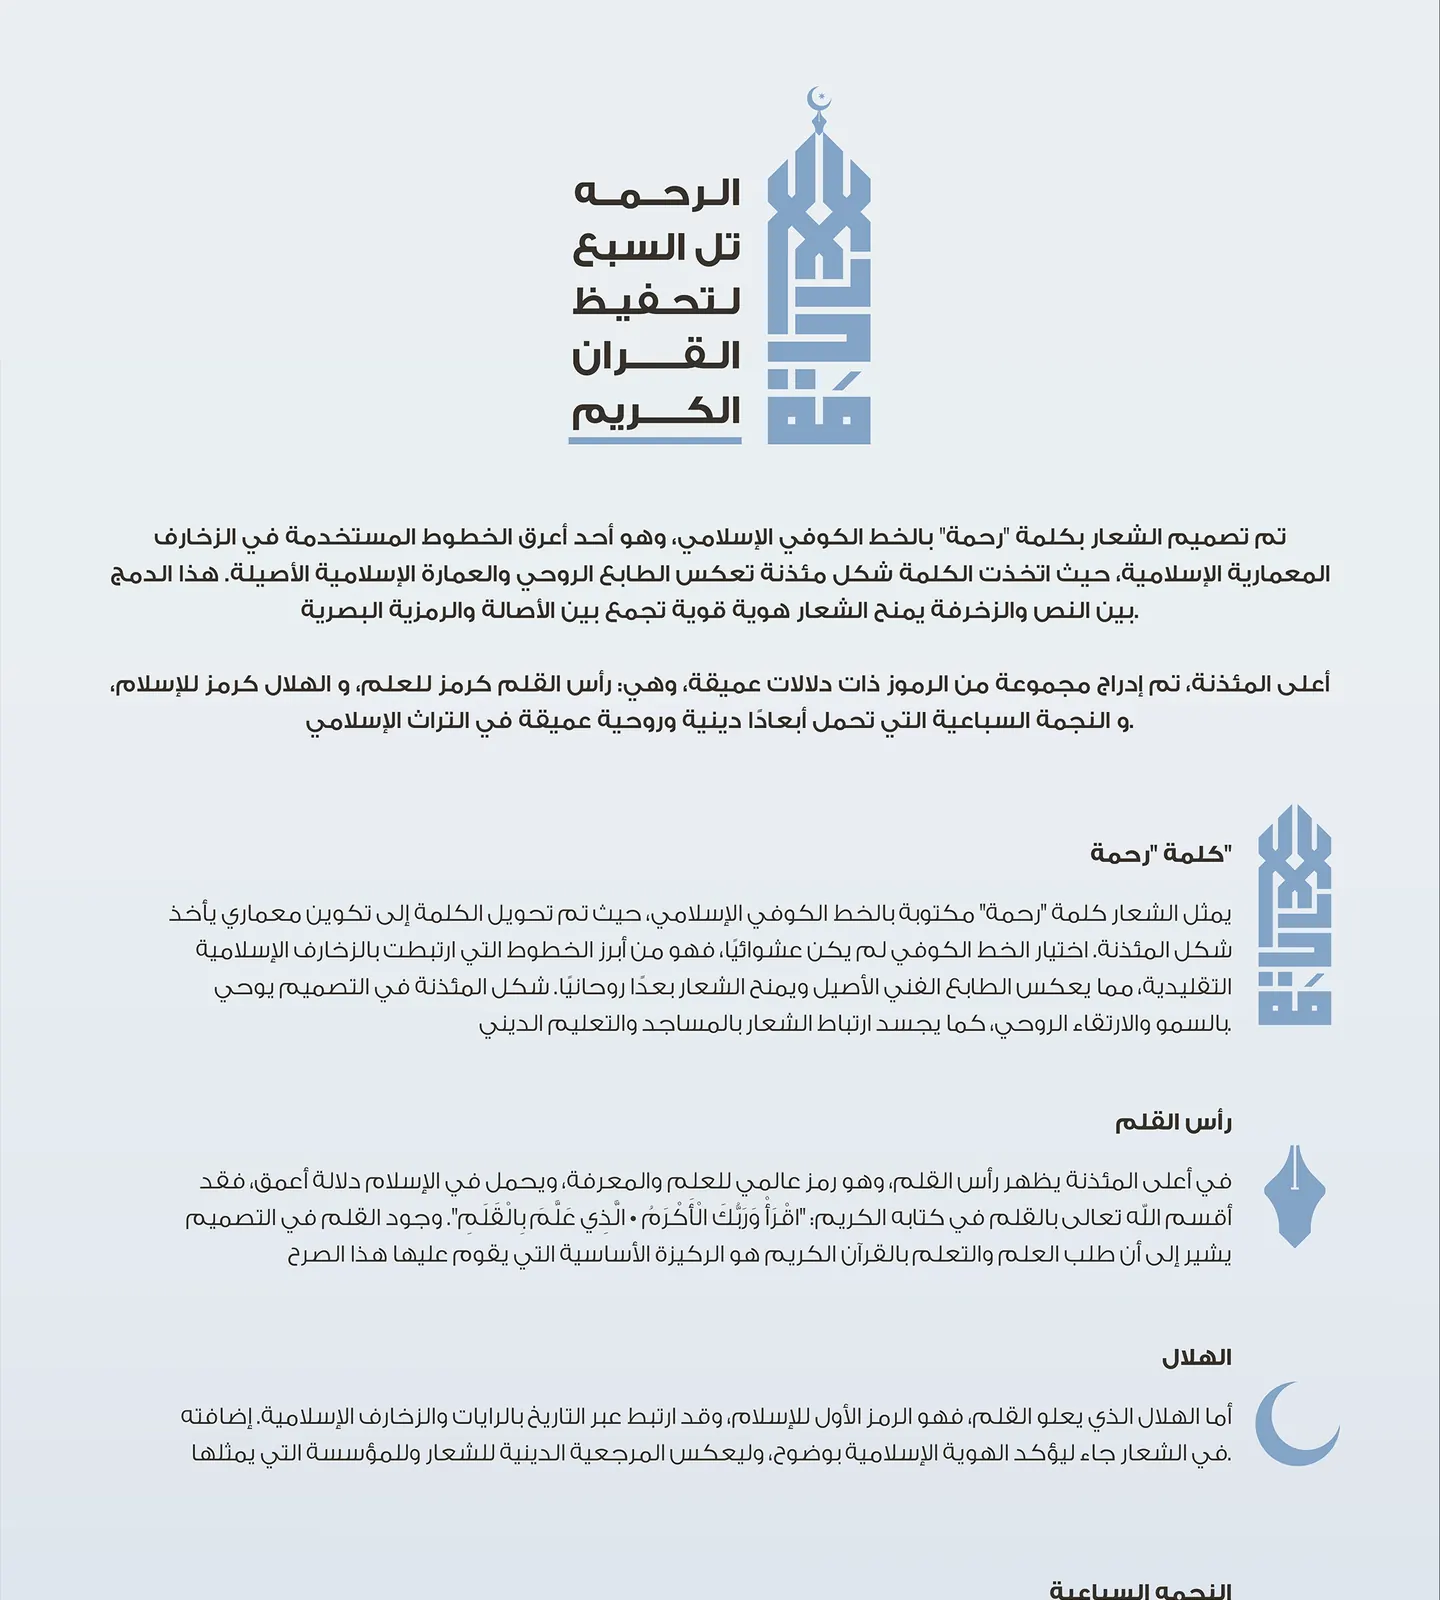 الرحمه
تل السبع
لتحفيظ
القران
الكريم
تم تصميم الشعار بكلمة "رحمة" بالخط الكوفي الإسلامي، وهو أحد أعرق الخطوط المستخدمة في الزخارف
المعمارية الإسلامية، حيث اتخذت الكلمة شكل مئذنة تعكس الطابع الروحي والعمارة الإسلامية الأصيلة. هذا الدمج
.بين النص والزخرفة يمنح الشعار هوية قوية تجمع بين الأصالة والرمزية البصرية
أعلى المئذنة، تم إدراج مجموعة من الرموز ذات دلالات عميقة، وهي: رأس القلم كرمز للعلم، و الهلال كرمز للإسلام،
.و النجمة السباعية التي تحمل أبعادًا دينية وروحية عميقة في التراث الإسلامي
"كلمة "رحمة
يمثل الشعار كلمة "رحمة" مكتوبة بالخط الكوفي الإسلامي، حيث تم تحويل الكلمة إلى تكوين معماري يأخذ
شكل المئذنة. اختيار الخط الكوفي لم يكن عشوائيًا، فهو من أبرز الخطوط التي ارتبطت بالزخارف الإسلامية
التقليدية، مما يعكس الطابع الفني الأصيل ويمنح الشعار بعدًا روحانيًا. شكل المئذنة في التصميم يوحي
.بالسمو والارتقاء الروحي، كما يجسد ارتباط الشعار بالمساجد والتعليم الديني
رأس القلم
في أعلى المئذنة يظهر رأس القلم، وهو رمز عالمي للعلم والمعرفة، ويحمل في الإسلام دلالة أعمق، فقد
أقسم الله تعالى بالقلم في كتابه الكريم: "اقْرَأْ وَرَبُّكَ الْأَكْرَمُ • الَّذِي عَلَّمَ بِالْقَلَمِ". وجود القلم في التصميم
يشير إلى أن طلب العلم والتعلم بالقرآن الكريم هو الركيزة الأساسية التي يقوم عليها هذا الصرح
الهلال
أما الهلال الذي يعلو القلم، فهو الرمز الأول للإسلام، وقد ارتبط عبر التاريخ بالرايات والزخارف الإسلامية. إضافته
.في الشعار جاء ليؤكد الهوية الإسلامية بوضوح، وليعكس المرجعية الدينية للشعار وللمؤسسة التي يمثلها
النجمه السباعية